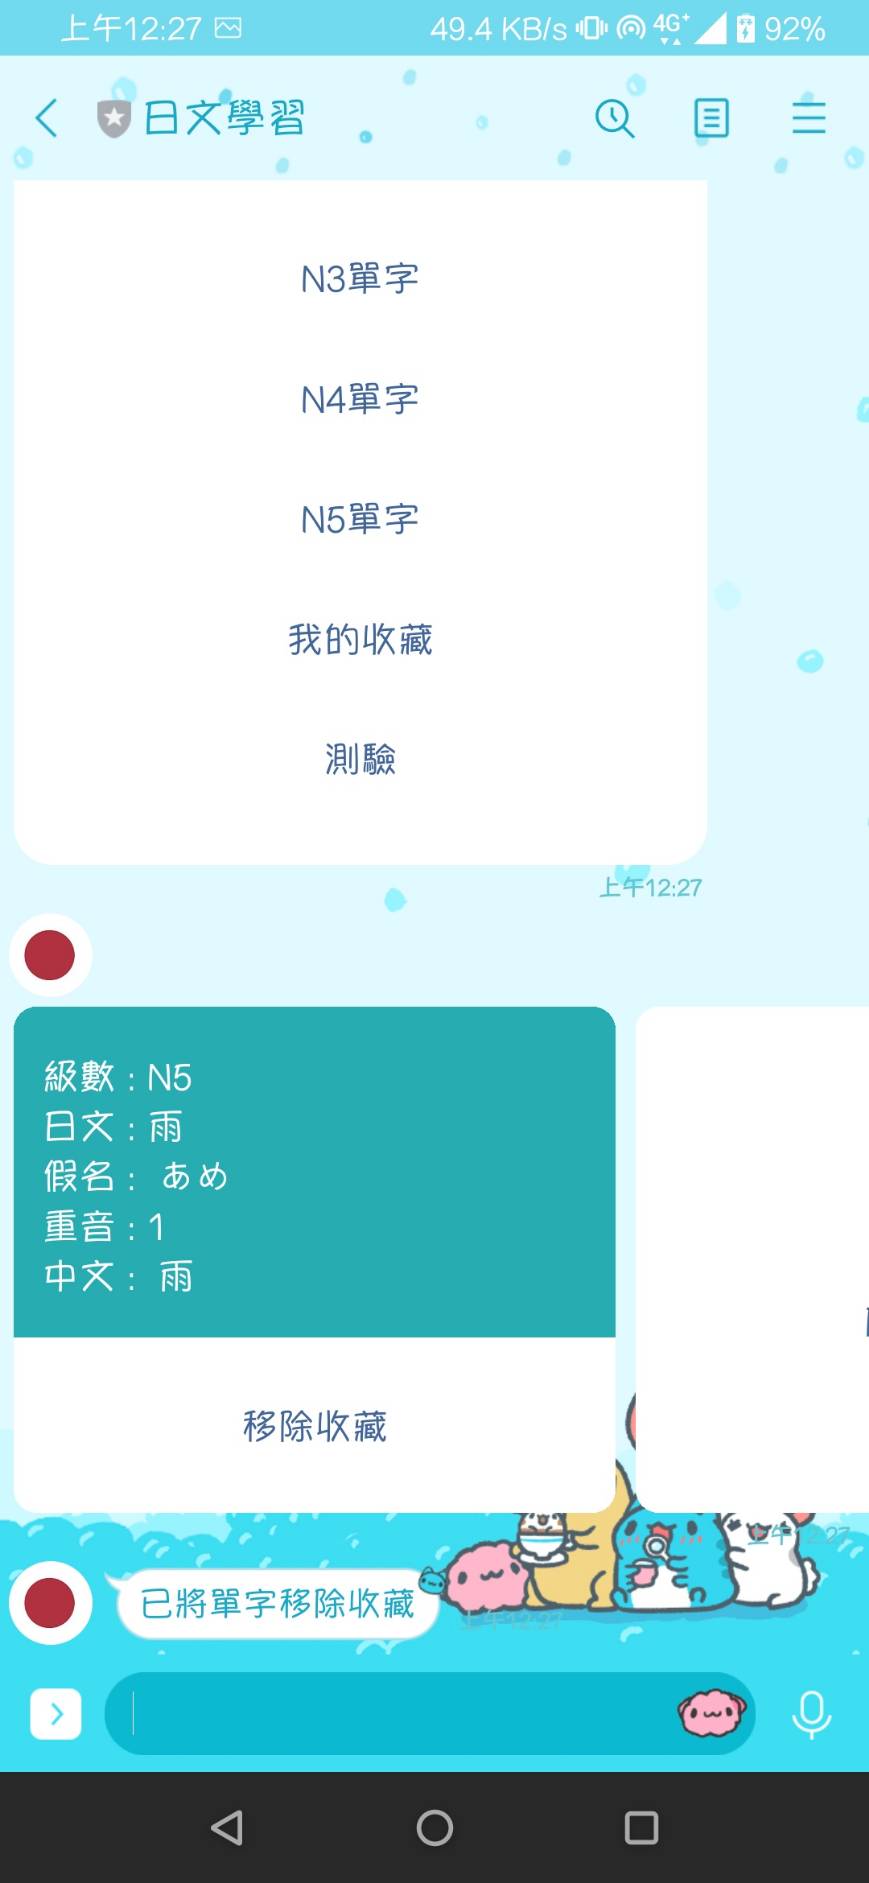 上午12:27
49.4 KB/s 4G+ 92%
日文學習
N3單字
N4單字
N5單字
我的收藏
測驗
上午12:27
級數 : N5
日文 : 雨
假名 : あめ
重音 : 1
中文 : 雨
移除收藏
上午12:27
已將單字移除收藏
上午12:27